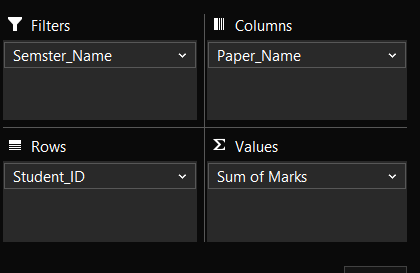 Filters
Semster_Name
Columns
Paper_Name
Rows
Student_ID
Values
Sum of Marks